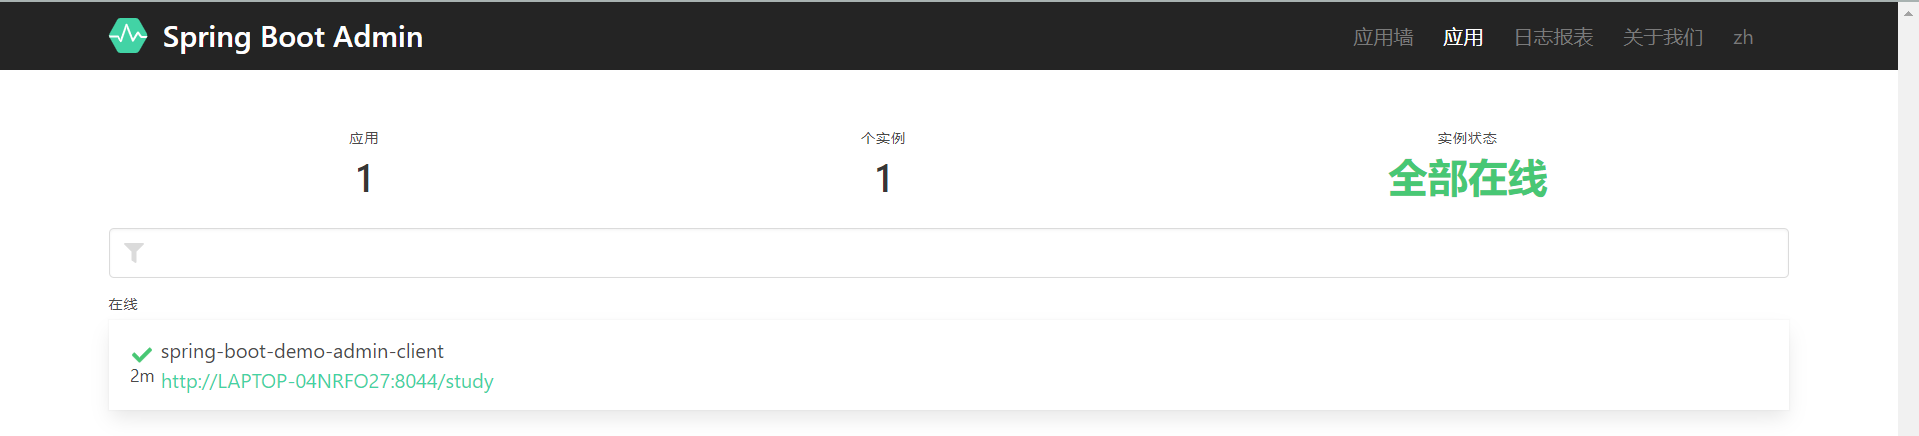 Spring Boot Admin
应用墙 应用 日志报表 关于我们 zh
应用 个实例 实例状态
1 1 全部在线
在线
spring-boot-demo-admin-client
2m http://LAPTOP-04NRFO27:8044/study